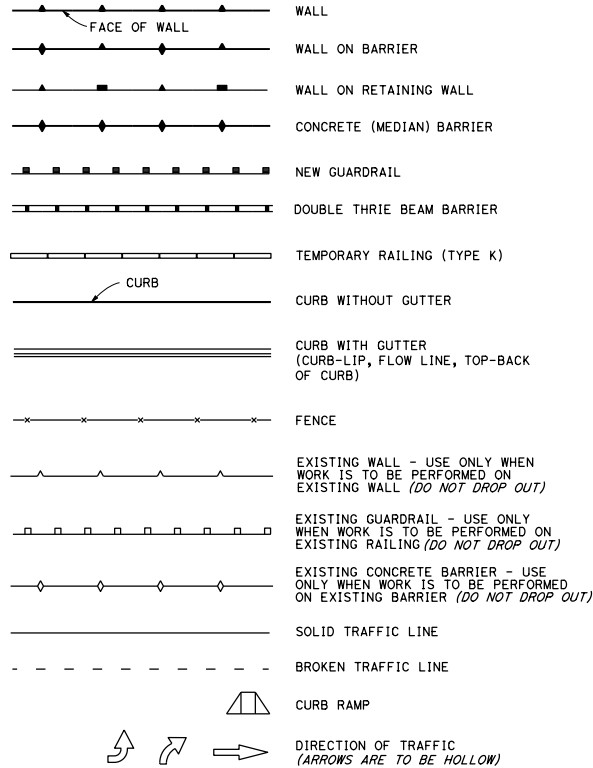 WALL
FACE OF WALL
WALL ON BARRIER
WALL ON RETAINING WALL
CONCRETE (MEDIAN) BARRIER
NEW GUARDRAIL
DOUBLE THRIE BEAM BARRIER
TEMPORARY RAILING (TYPE K)
CURB
CURB WITHOUT GUTTER
CURB WITH GUTTER
(CURB-LIP, FLOW LINE, TOP-BACK
OF CURB)
FENCE
EXISTING WALL - USE ONLY WHEN
WORK IS TO BE PERFORMED ON
EXISTING WALL (DO NOT DROP OUT)
EXISTING GUARDRAIL - USE ONLY
WHEN WORK IS TO BE PERFORMED ON
EXISTING RAILING (DO NOT DROP OUT)
EXISTING CONCRETE BARRIER - USE
ONLY WHEN WORK IS TO BE PERFORMED
ON EXISTING BARRIER (DO NOT DROP OUT)
SOLID TRAFFIC LINE
BROKEN TRAFFIC LINE
CURB RAMP
DIRECTION OF TRAFFIC
(ARROWS ARE TO BE HOLLOW)